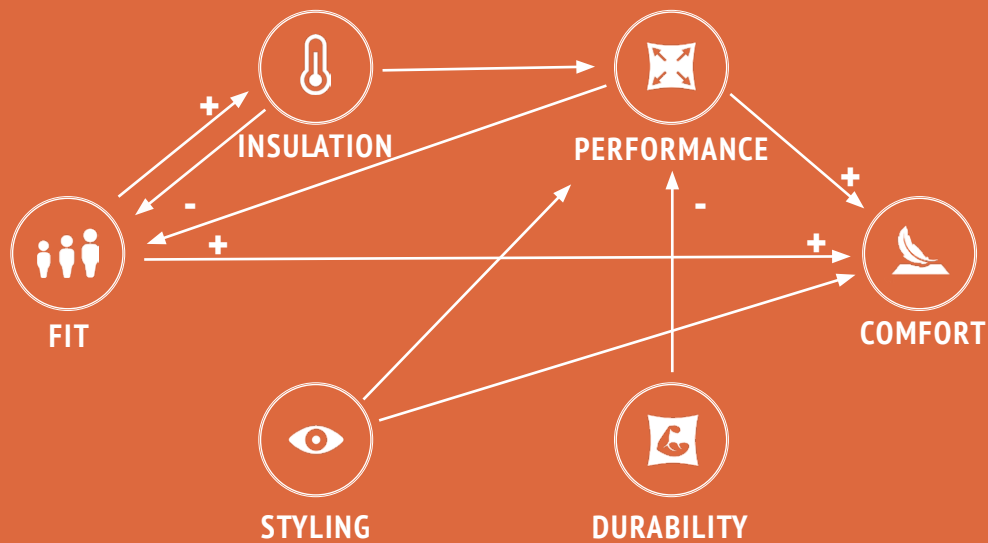 +
INSULATION
PERFORMANCE
+
-
-
+
+
FIT
COMFORT
STYLING
DURABILITY